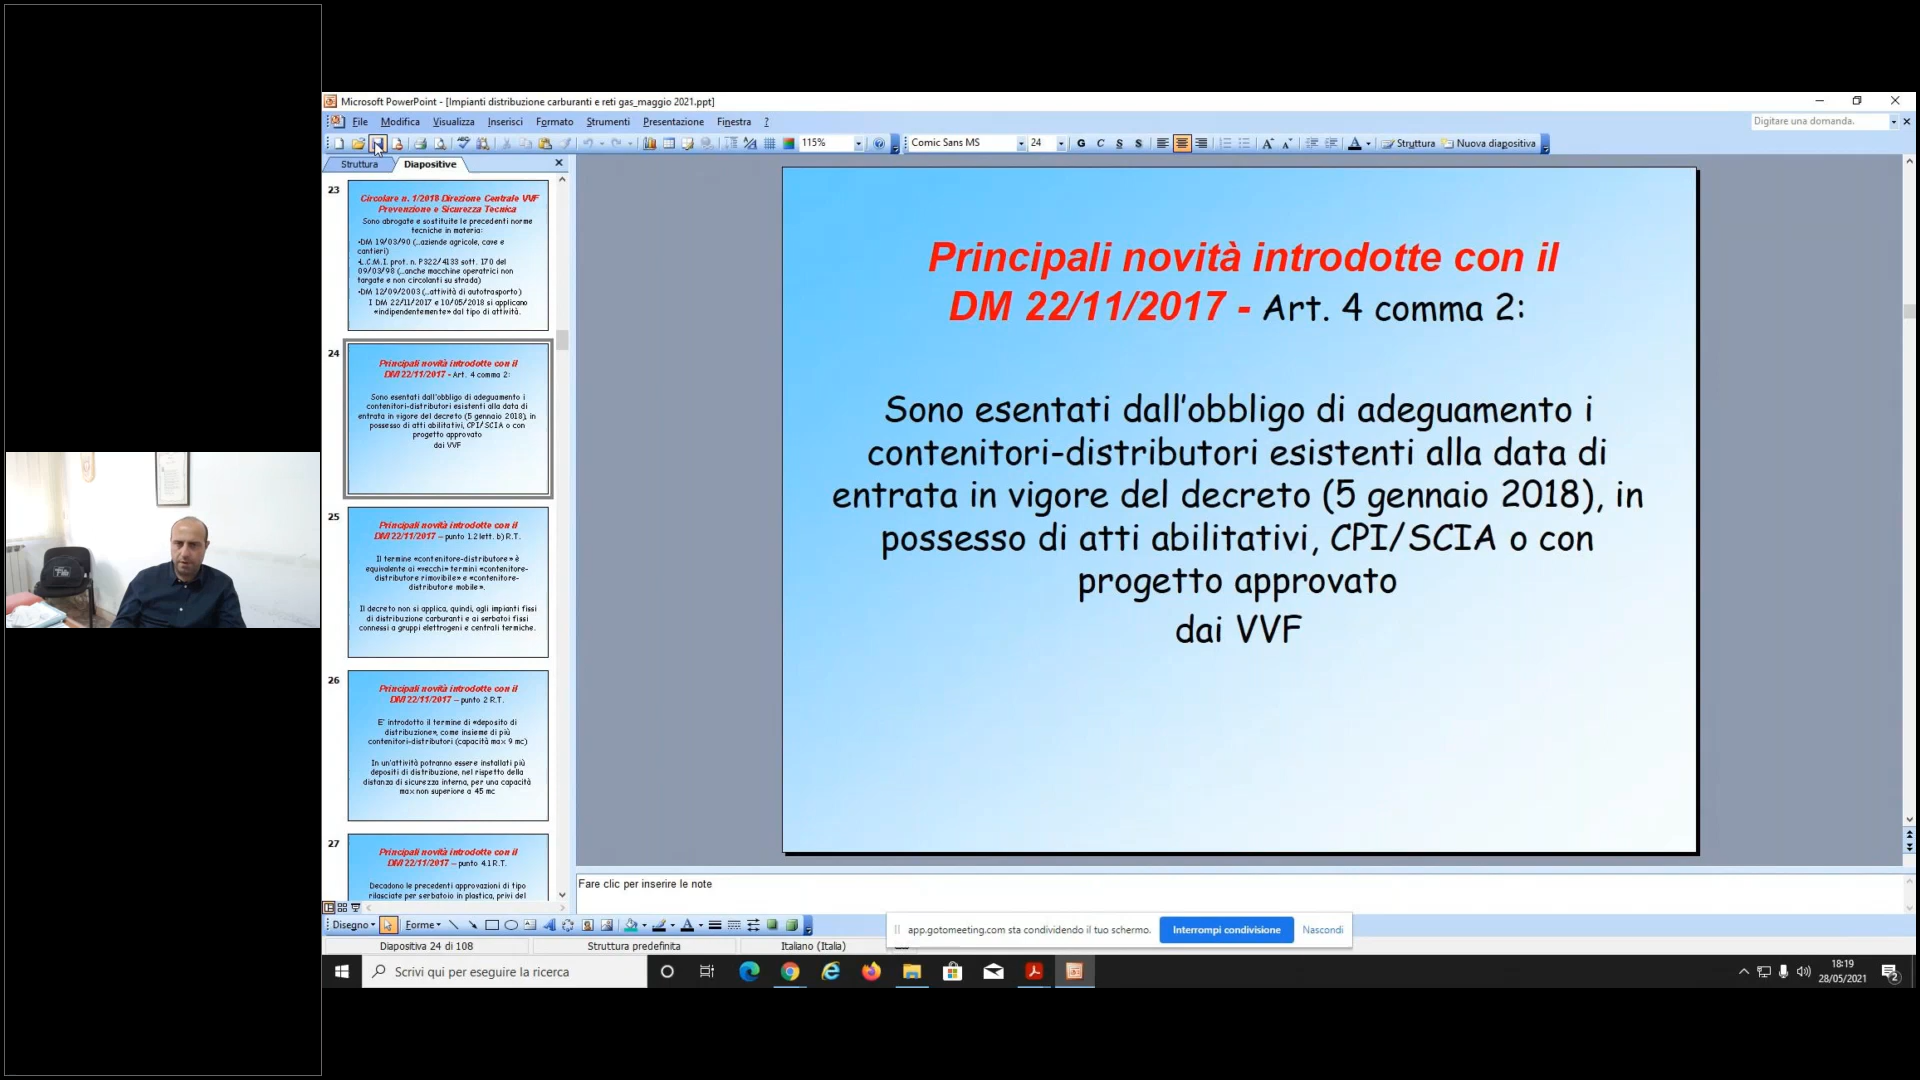 Microsoft PowerPoint - [Impianti distribuzione carburanti e reti gas_maggio 2021.ppt]
File Modifica Visualizza Inserisci Formato Strumenti Presentazione Finestra ?
Digitare una domanda.
115%
Comic Sans MS
24
G C S S
Struttura
Nuova diapositiva
Struttura
Diapositive
23
Circolare n. 1/2018 Direzione Centrale VVF
Prevenzione e Sicurezza Tecnica
Sono abrogate e sostituite le precedenti norme
tecniche in materia:
•DM 19/03/90 (...aziende agricole, cave e
cantieri)
•L.C.M.I. prot. n. P322/4133 sott. 170 del
09/03/98 (...anche macchine operatrici non
targate e non circolanti su strada)
•DM 12/09/2003 (...attività di autotrasporto)
I DM 22/11/2017 e 10/05/2018 si applicano
«indipendentemente» dal tipo di attività.
24
Principali novità introdotte con il
DM 22/11/2017 - Art. 4 comma 2:
Sono esentati dall'obbligo di adeguamento i
contenitori-distributori esistenti alla data di
entrata in vigore del decreto (5 gennaio 2018), in
possesso di atti abilitativi, CPI/SCIA o con
progetto approvato
dai VVF
25
Principali novità introdotte con il
DM 22/11/2017 – punto 1.2 lett. b) R.T.
Il termine «contenitore-distributore» è
equivalente ai «vecchi» termini «contenitore-
distributore rimovibile» e «contenitore-
distributore mobile».
Il decreto non si applica, quindi, agli impianti fissi
di distribuzione carburanti e ai serbatoi fissi
connessi a gruppi elettrogeni e centrali termiche.
26
Principali novità introdotte con il
DM 22/11/2017 – punto 2 R.T.
E' introdotto il termine di «deposito di
distribuzione», come insieme di più
contenitori-distributori (capacità max 9 mc)
In un'attività potranno essere installati più
depositi di distribuzione, nel rispetto della
distanza di sicurezza interna, per una capacità
max non superiore a 45 mc
27
Principali novità introdotte con il
DM 22/11/2017 – punto 4.1 R.T.
Decadono le precedenti approvazioni di tipo
rilasciate per serbatoio in plastica, privi del
Principali novità introdotte con il
DM 22/11/2017 - Art. 4 comma 2:
Sono esentati dall'obbligo di adeguamento i
contenitori-distributori esistenti alla data di
entrata in vigore del decreto (5 gennaio 2018), in
possesso di atti abilitativi, CPI/SCIA o con
progetto approvato
dai VVF
Fare clic per inserire le note
Disegno
Forme
app.gotomeeting.com sta condividendo il tuo schermo.
Interrompi condivisione
Nascondi
Diapositiva 24 di 108
Struttura predefinita
Italiano (Italia)
Scrivi qui per eseguire la ricerca
18:19
28/05/2021
2